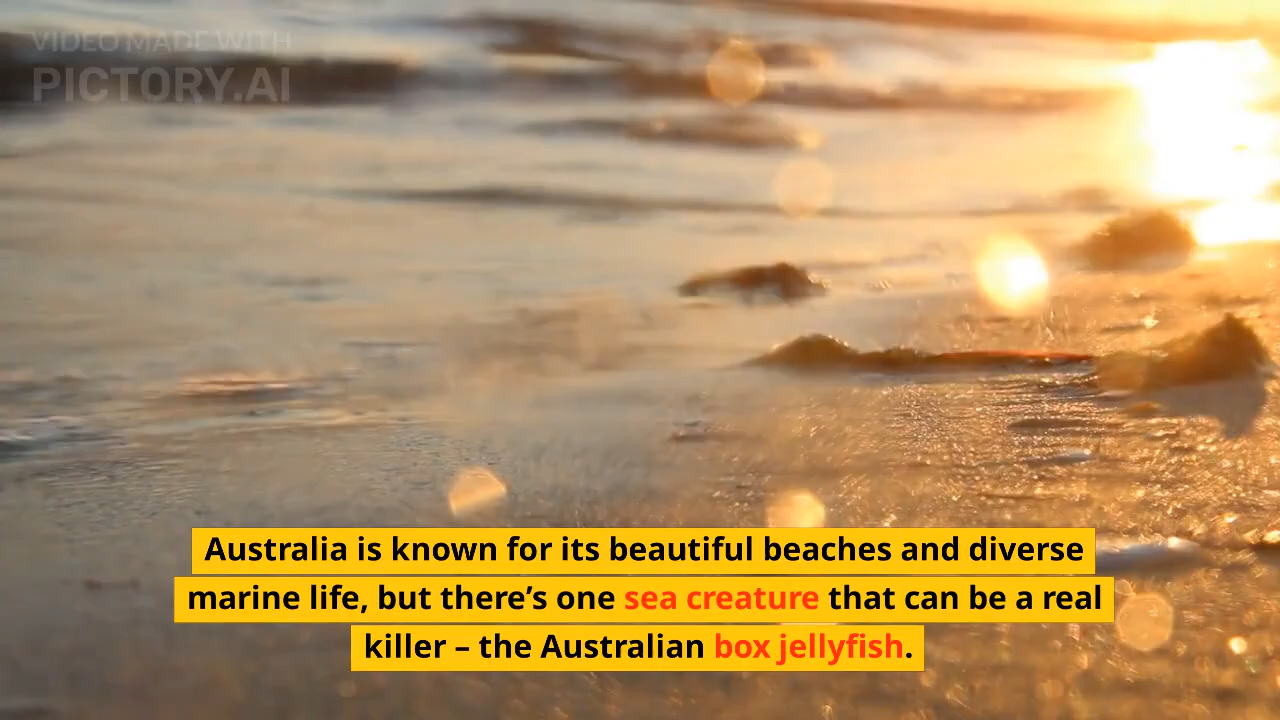 VIDEO MADE WITH
PICTORY.AI
Australia is known for its beautiful beaches and diverse
marine life, but there’s one sea creature that can be a real
killer – the Australian box jellyfish.